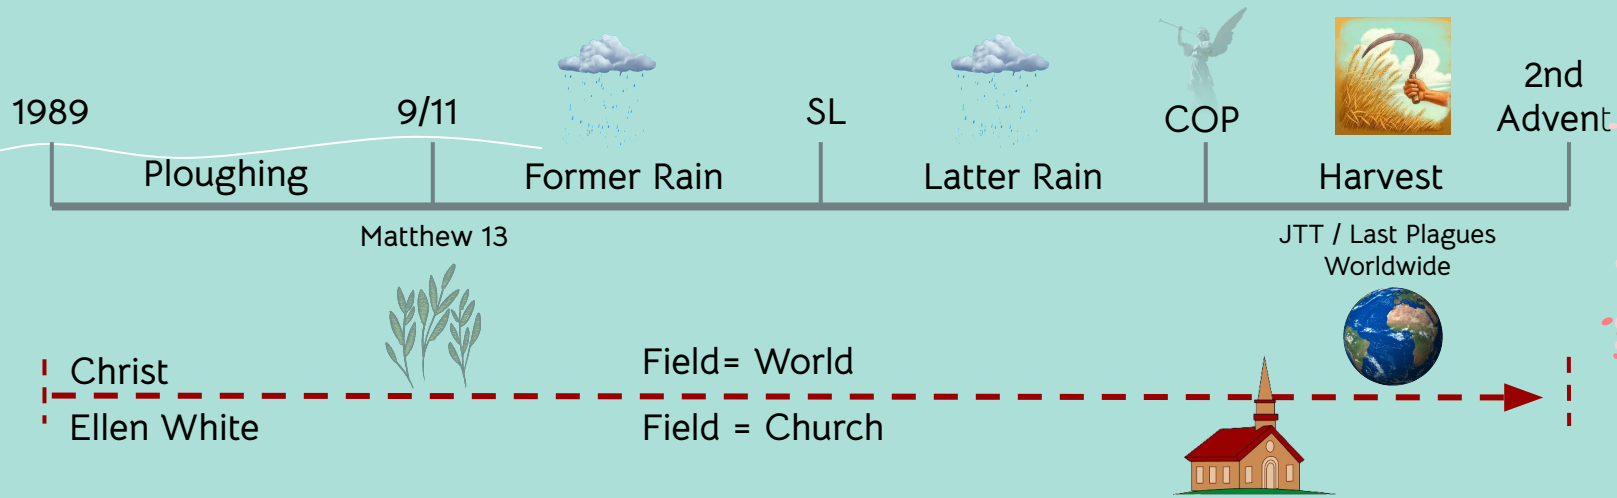 1989
9/11
SL
COP
2nd
Advent
Ploughing
Former Rain
Latter Rain
Harvest
Matthew 13
JTT / Last Plagues
Worldwide
Christ
Field= World
Ellen White
Field = Church